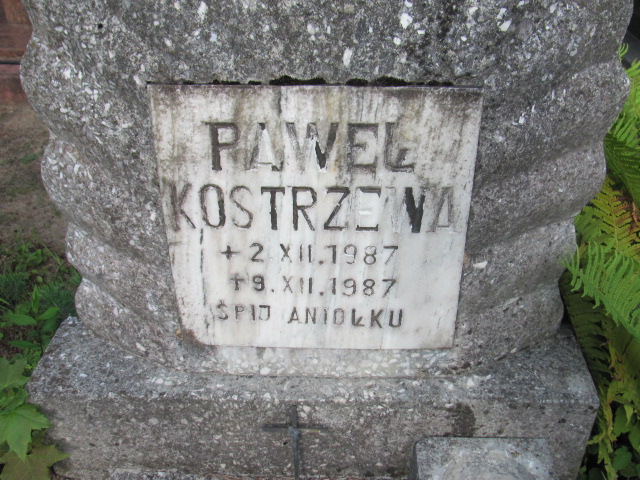 PAWEŁ
KOSTRZEWA
+ 2 XII. 1987
+ 9. XII. 1987
ŚPIJ ANIOŁKU